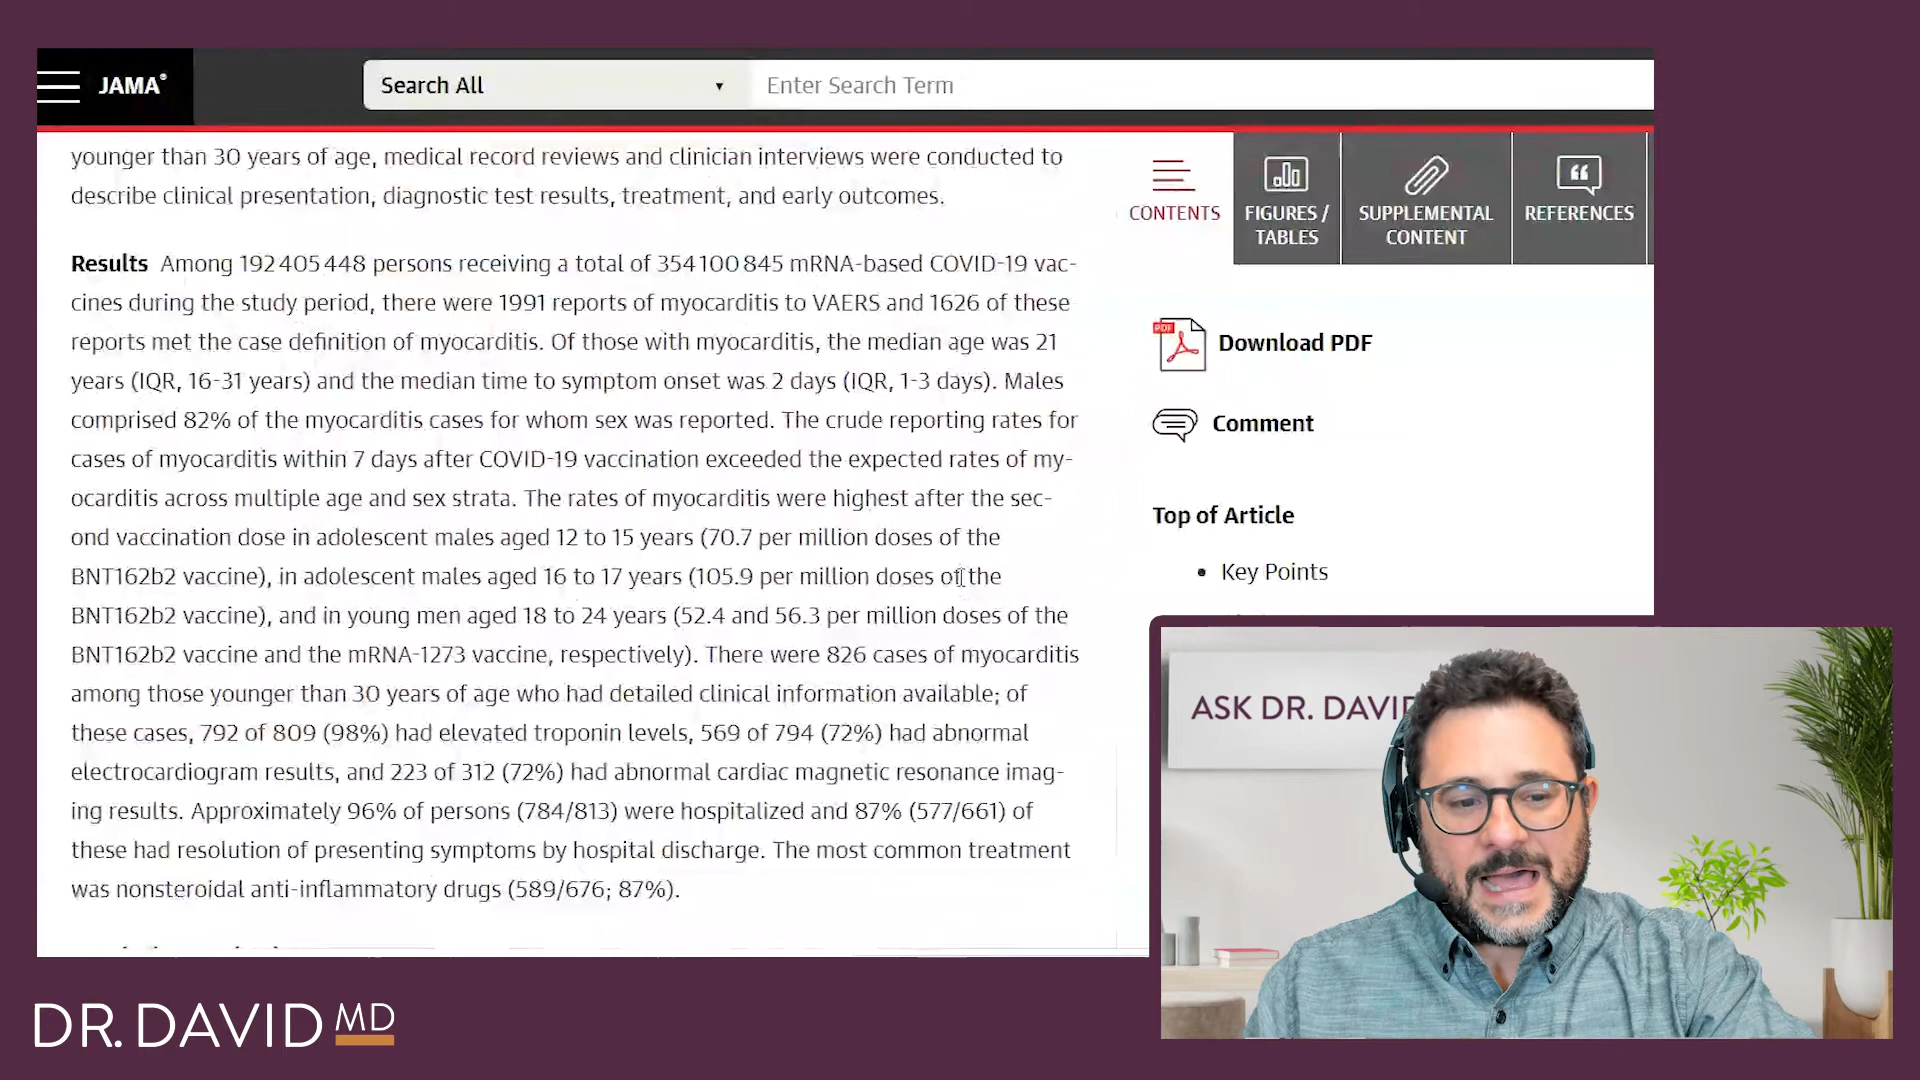 JAMA®
Search All
Enter Search Term
younger than 30 years of age, medical record reviews and clinician interviews were conducted to
describe clinical presentation, diagnostic test results, treatment, and early outcomes.
Results Among 192 405 448 persons receiving a total of 354 100 845 mRNA-based COVID-19 vac-
cines during the study period, there were 1991 reports of myocarditis to VAERS and 1626 of these
reports met the case definition of myocarditis. Of those with myocarditis, the median age was 21
years (IQR, 16-31 years) and the median time to symptom onset was 2 days (IQR, 1-3 days). Males
comprised 82% of the myocarditis cases for whom sex was reported. The crude reporting rates for
cases of myocarditis within 7 days after COVID-19 vaccination exceeded the expected rates of my-
ocarditis across multiple age and sex strata. The rates of myocarditis were highest after the sec-
ond vaccination dose in adolescent males aged 12 to 15 years (70.7 per million doses of the
BNT162b2 vaccine), in adolescent males aged 16 to 17 years (105.9 per million doses of the
BNT162b2 vaccine), and in young men aged 18 to 24 years (52.4 and 56.3 per million doses of the
BNT162b2 vaccine and the mRNA-1273 vaccine, respectively). There were 826 cases of myocarditis
among those younger than 30 years of age who had detailed clinical information available; of
these cases, 792 of 809 (98%) had elevated troponin levels, 569 of 794 (72%) had abnormal
electrocardiogram results, and 223 of 312 (72%) had abnormal cardiac magnetic resonance imag-
ing results. Approximately 96% of persons (784/813) were hospitalized and 87% (577/661) of
these had resolution of presenting symptoms by hospital discharge. The most common treatment
was nonsteroidal anti-inflammatory drugs (589/676; 87%).
CONTENTS
FIGURES /
TABLES
SUPPLEMENTAL
CONTENT
REFERENCES
PDF
Download PDF
Comment
Top of Article
• Key Points
ASK DR. DAVID
DR. DAVID MD